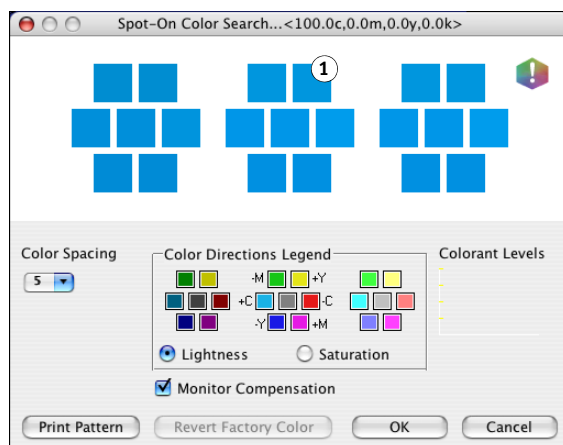 Spot-On Color Search...<100.0c,0.0m,0.0y,0.0k>
1
Color Spacing
5
Color Directions Legend
-M +Y
+C -C
-Y +M
Lightness Saturation
Colorant Levels
Monitor Compensation
Print Pattern Revert Factory Color OK Cancel